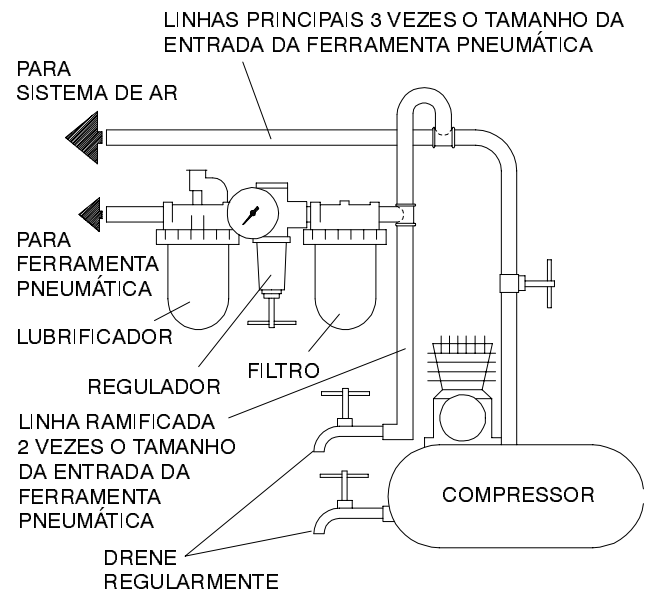 LINHAS PRINCIPAIS 3 VEZES O TAMANHO DA
ENTRADA DA FERRAMENTA PNEUMÁTICA
PARA
SISTEMA DE AR
PARA
FERRAMENTA
PNEUMÁTICA
LUBRIFICADOR
REGULADOR
FILTRO
LINHA RAMIFICADA
2 VEZES O TAMANHO
DA ENTRADA DA
FERRAMENTA
PNEUMÁTICA
COMPRESSOR
DRENE
REGULARMENTE